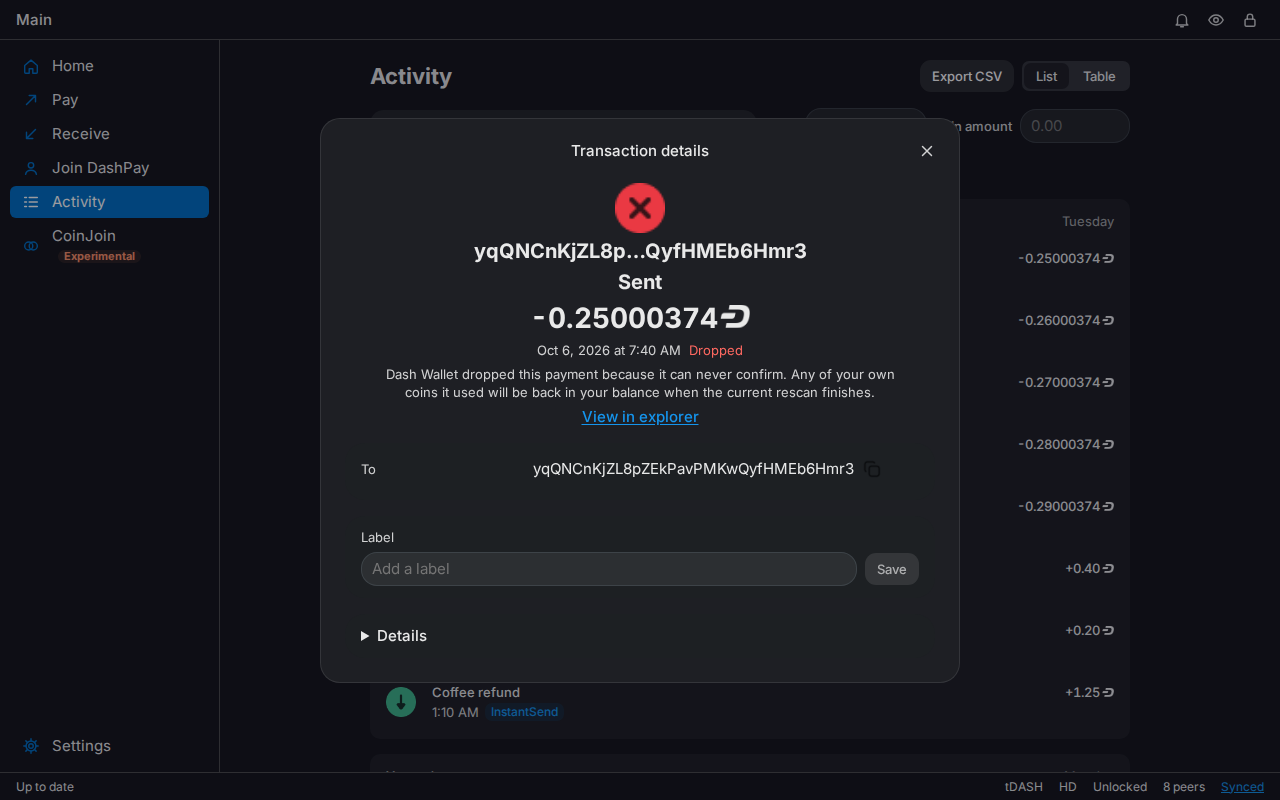 Main
Home
Pay
Receive
Join DashPay
Activity
CoinJoin
Experimental
Settings
Activity
Export CSV
List
Table
amount
0.00
Tuesday
-0.25000374
-0.26000374
-0.27000374
-0.28000374
-0.29000374
+0.40
+0.20
Coffee refund
+1.25
1:10 AM InstantSend
Transaction details
yqQNCnKjZL8p...QyfHMEb6Hmr3
Sent
-0.25000374
Oct 6, 2026 at 7:40 AM Dropped
Dash Wallet dropped this payment because it can never confirm. Any of your own
coins it used will be back in your balance when the current rescan finishes.
View in explorer
To
yqQNCnKjZL8pZEkPavPMKwQyfHMEb6Hmr3
Label
Add a label
Save
Details
Up to date
tDASH
HD
Unlocked
8 peers
Synced